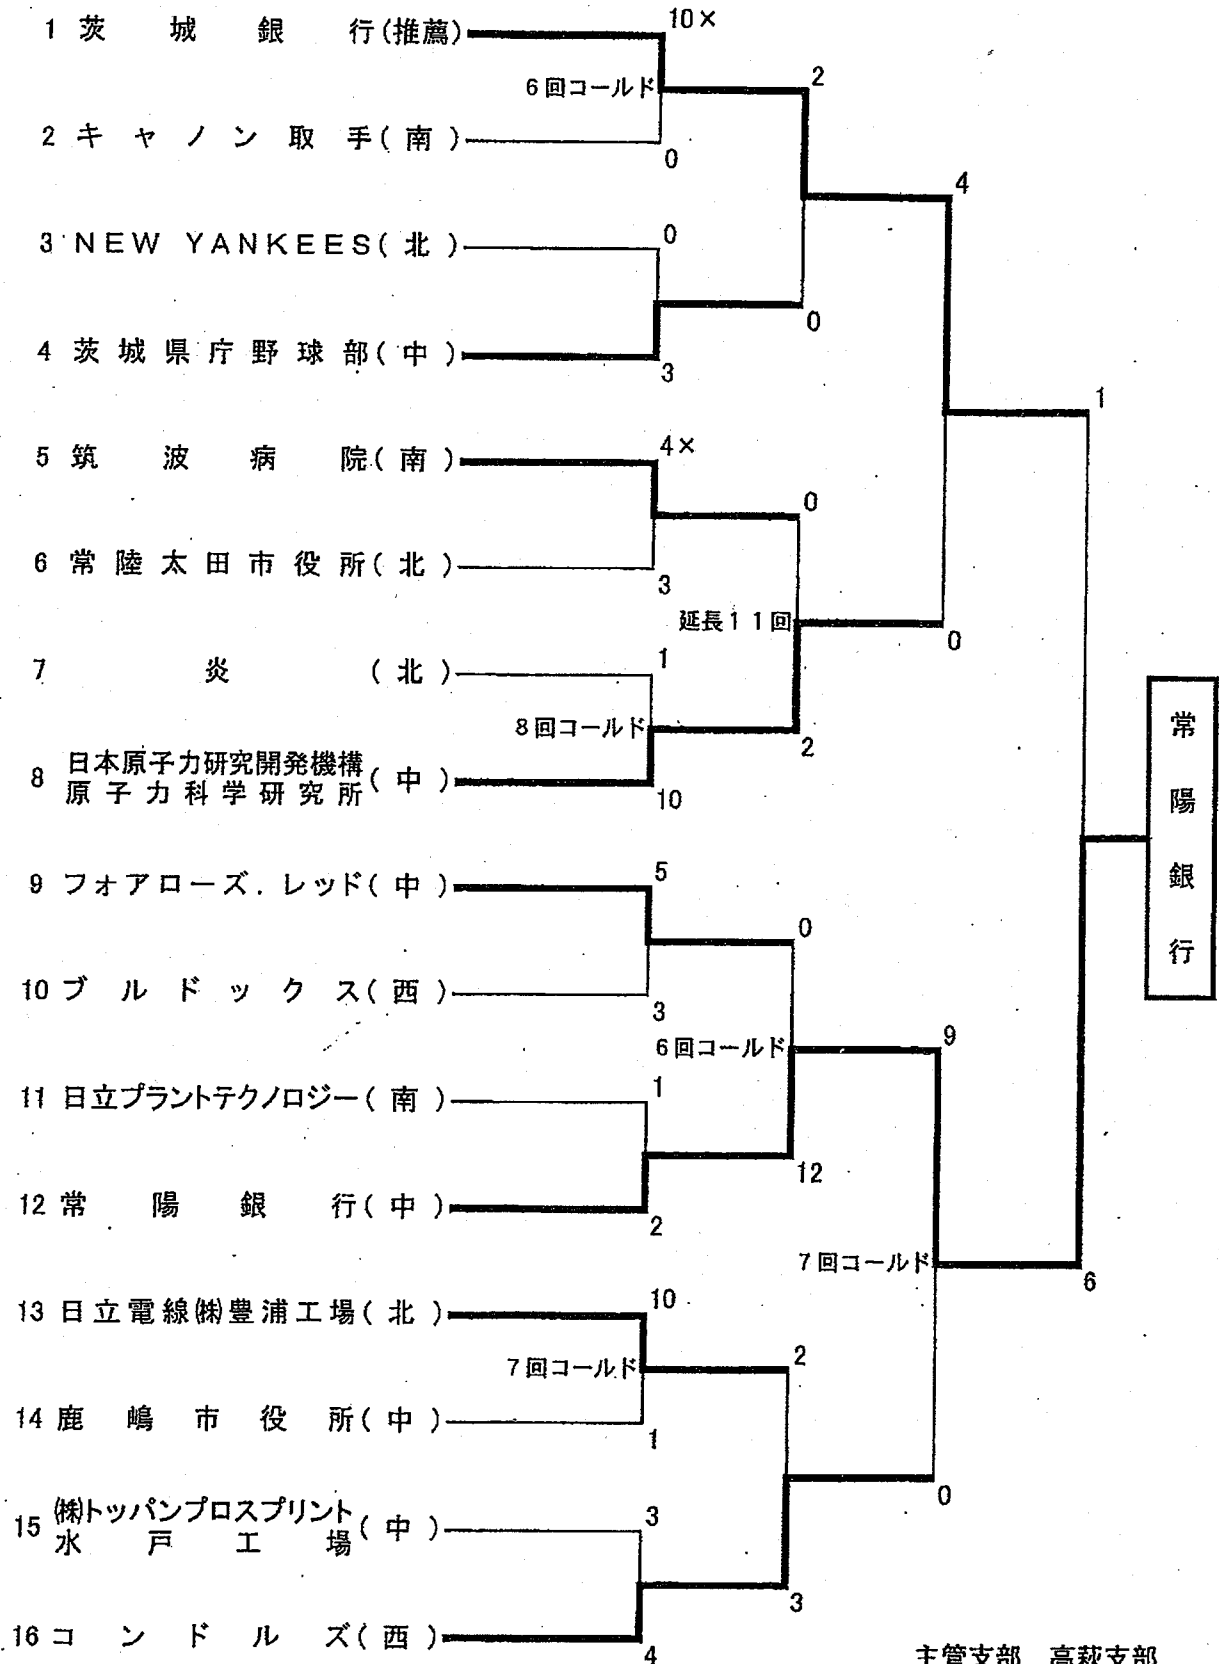 1 茨城銀行(推薦)
10×
6回コールド
2
2 キャノン取手(南)
0
4
3 NEW YANKEES(北)
0
0
4 茨城県庁野球部(中)
3
1
5 筑波病院(南)
4×
0
6 常陸太田市役所(北)
3
延長11回
0
7 炎(北)
1
8回コールド
2
8 日本原子力研究開発機構
原子力科学研究所(中)
10
常陽銀行
9 フォアローズ.レッド(中)
5
0
10 ブルドックス(西)
3
6回コールド
9
11 日立プラントテクノロジー(南)
1
12
12 常陽銀行(中)
2
7回コールド
6
13 日立電線㈱豊浦工場(北)
10
7回コールド
2
14 鹿嶋市役所(中)
1
0
15 ㈱トッパンプロスプリント
水戸工場(中)
3
3
16 コンドルズ(西)
4
主管支部 高萩支部